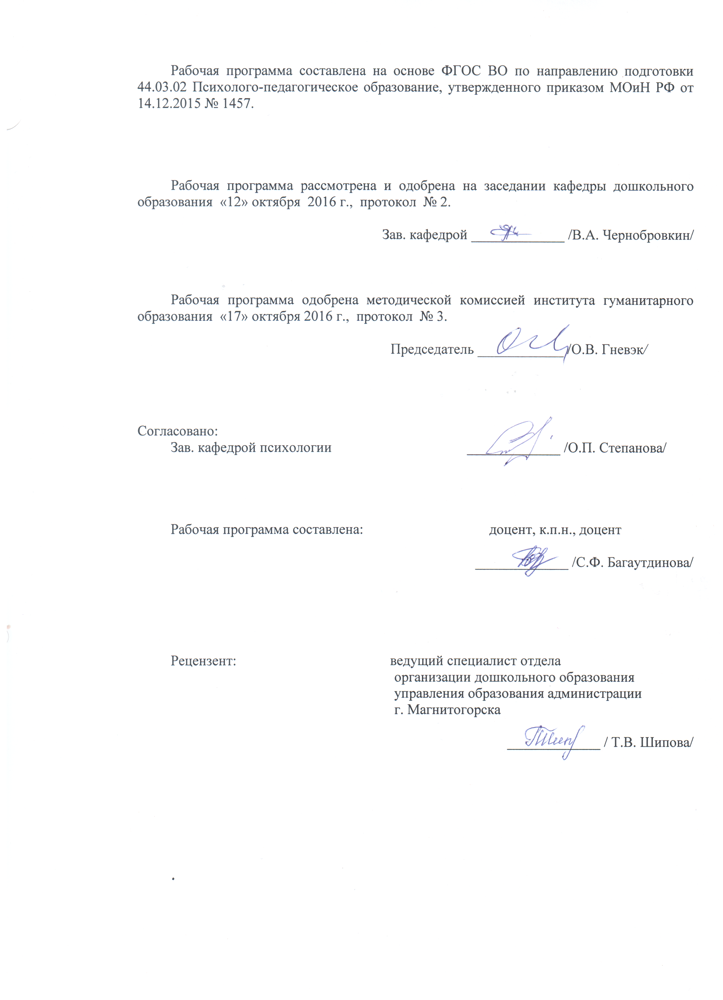 Рабочая программа составлена на основе ФГОС ВО по направлению подготовки
44.03.02 Психолого-педагогическое образование, утвержденного приказом МОиН РФ от
14.12.2015 № 1457.
Рабочая программа рассмотрена и одобрена на заседании кафедры дошкольного
образования «12» октября 2016 г., протокол № 2.
Зав. кафедрой _____________ /В.А. Чернобровкин/
Рабочая программа одобрена методической комиссией института гуманитарного
образования «17» октября 2016 г., протокол № 3.
Председатель ____________ /О.В. Гневэк/
Согласовано:
Зав. кафедрой психологии _____________ /О.П. Степанова/
Рабочая программа составлена: доцент, к.п.н., доцент
_____________ /С.Ф. Багаутдинова/
Рецензент: ведущий специалист отдела
организации дошкольного образования
управления образования администрации
г. Магнитогорска
_____________ / Т.В. Шипова/